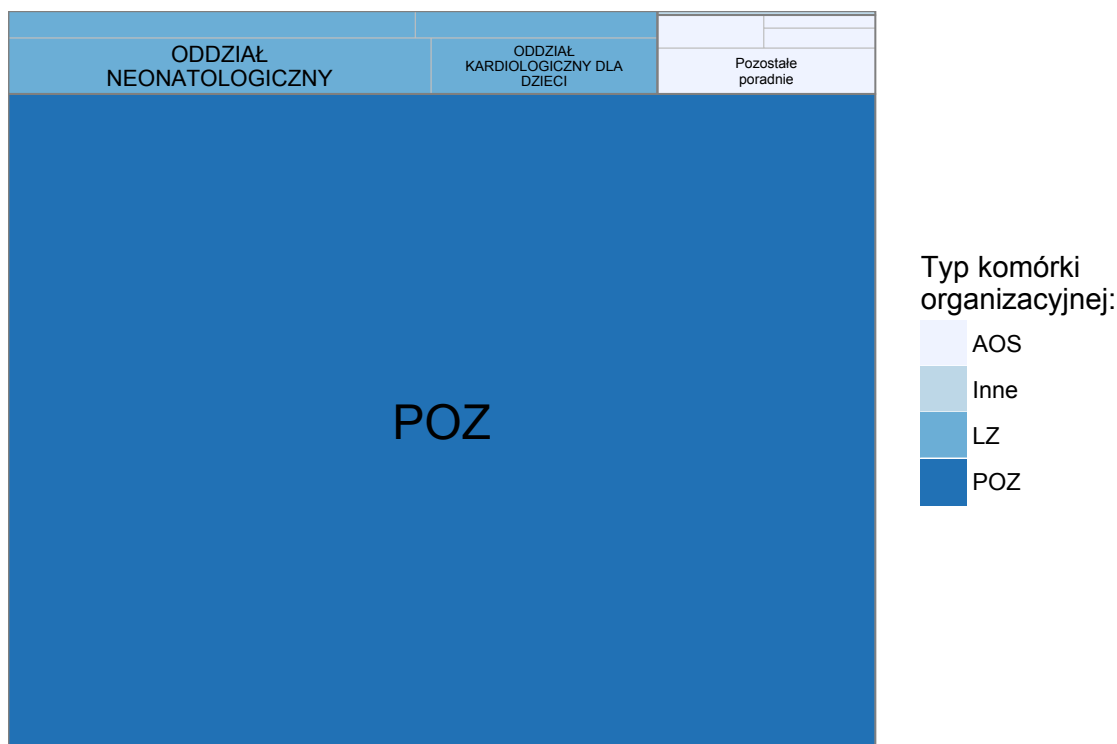 ODDZIAŁ
NEONATOLOGICZNY
ODDZIAŁ
KARDIOLOGICZNY DLA
DZIECI
Pozostałe
poradnie
POZ
Typ komórki
organizacyjnej:
AOS
Inne
LZ
POZ